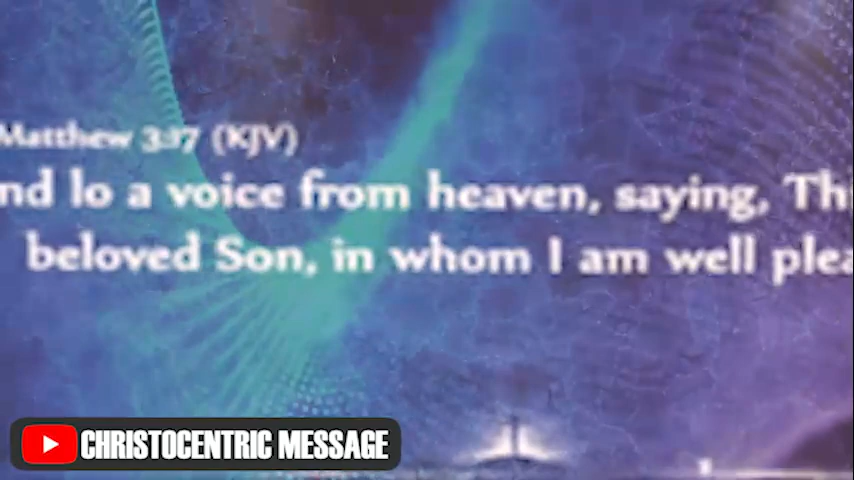 Matthew 3:17 (KJV)
nd lo a voice from heaven, saying, Thi
beloved Son, in whom I am well plea
CHRISTOCENTRIC MESSAGE